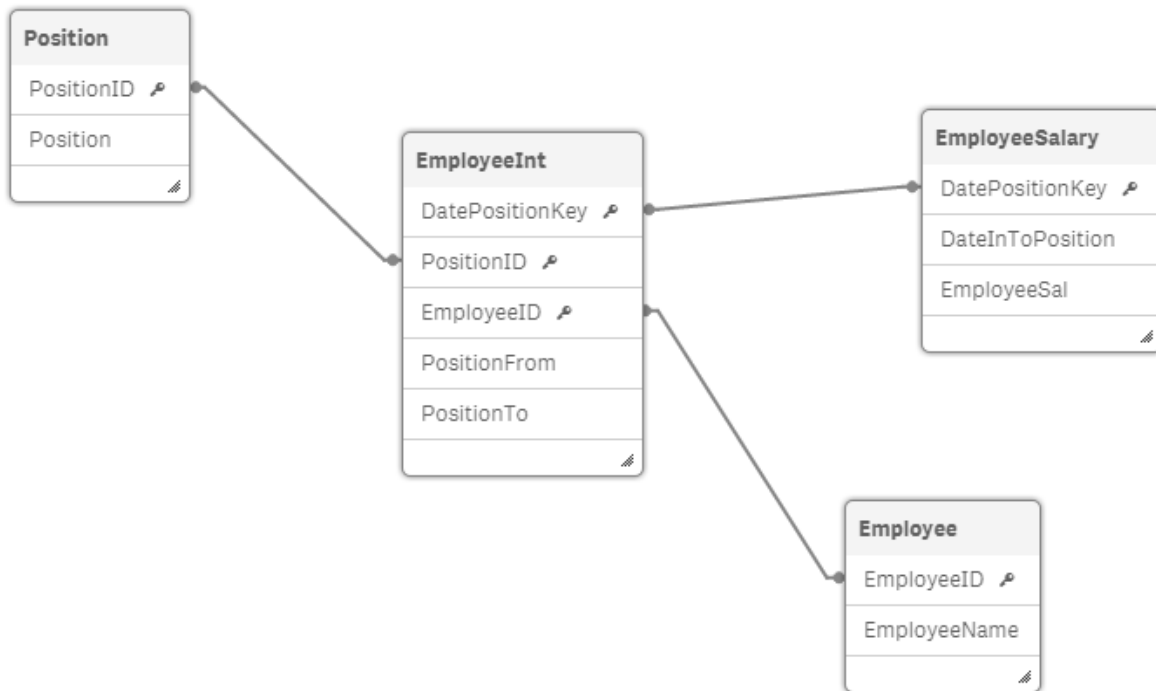 Position
PositionID
Position
EmployeeInt
DatePositionKey
PositionID
EmployeeID
PositionFrom
PositionTo
EmployeeSalary
DatePositionKey
DateInToPosition
EmployeeSal
Employee
EmployeeID
EmployeeName